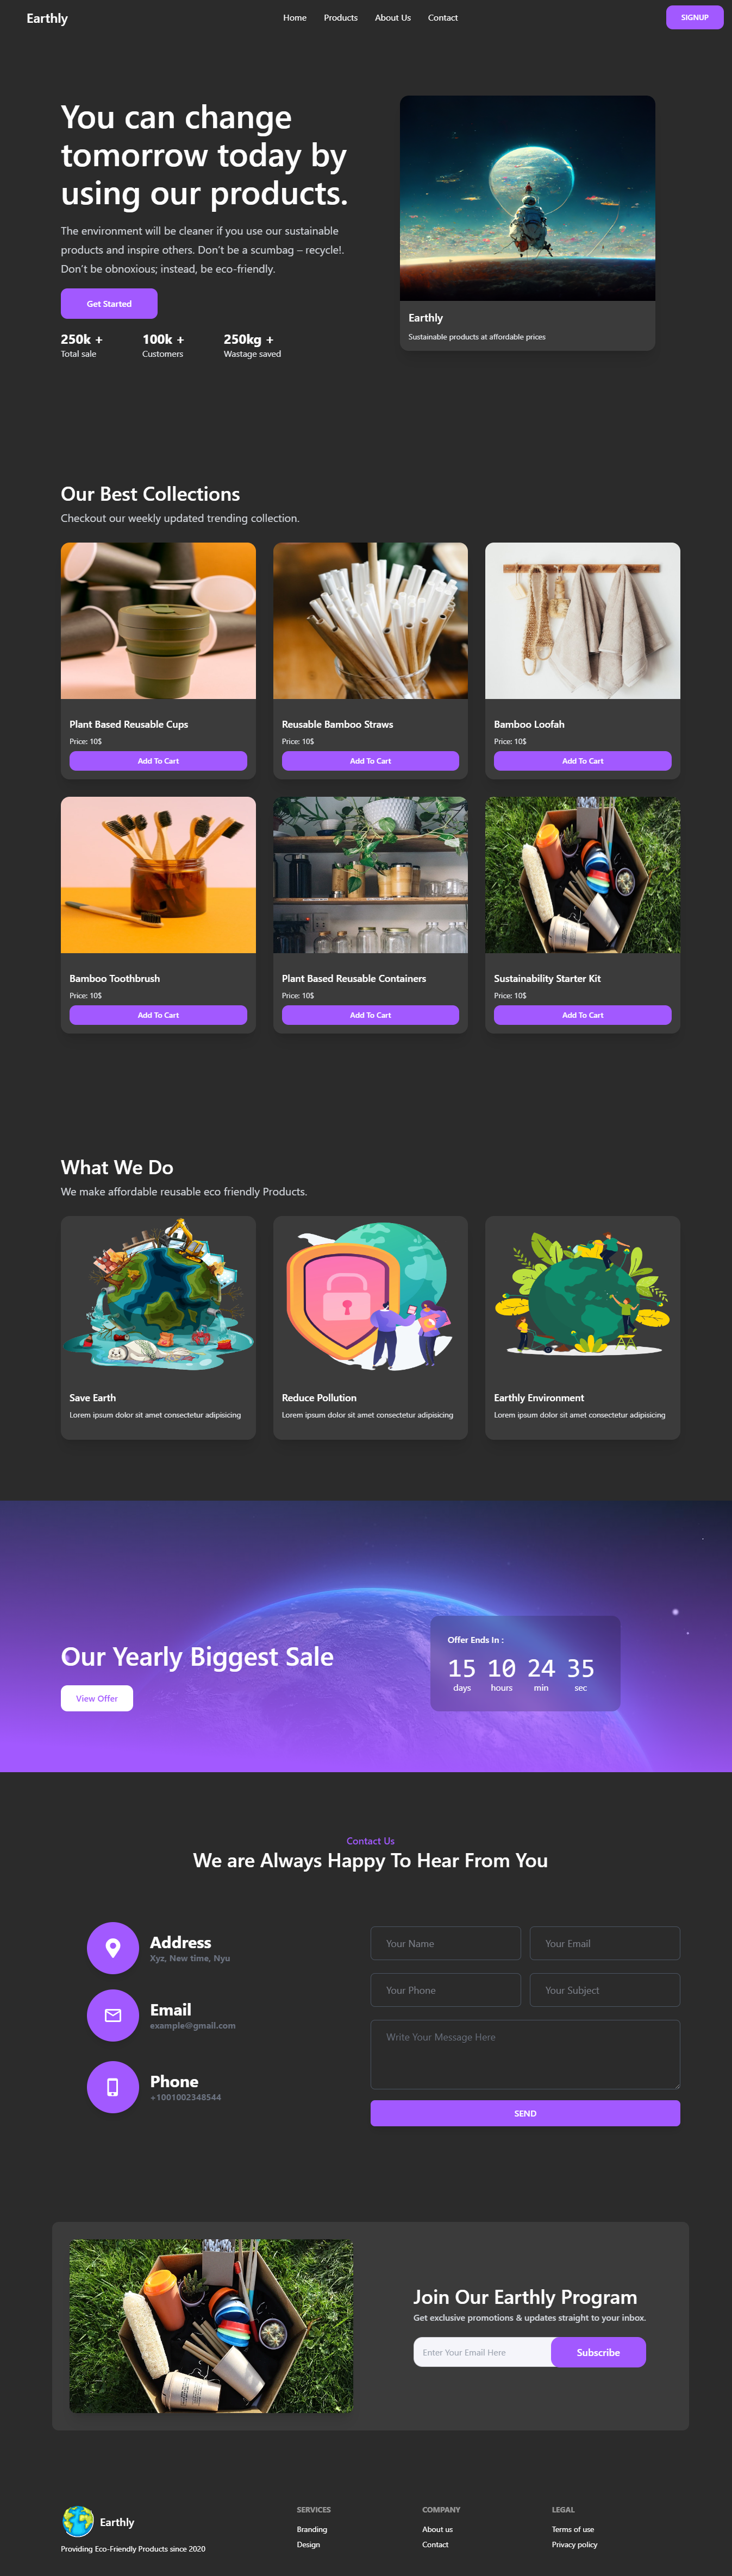 Earthly
Home
Products
About Us
Contact
SIGNUP
You can change
tomorrow today by
using our products.
The environment will be cleaner if you use our sustainable
products and inspire others. Don't be a scumbag – recycle!.
Don't be obnoxious; instead, be eco-friendly.
Get Started
250k +
Total sale
100k +
Customers
250kg +
Wastage saved
Earthly
Sustainable products at affordable prices
Our Best Collections
Checkout our weekly updated trending collection.
Plant Based Reusable Cups
Price: 10$
Add To Cart
Reusable Bamboo Straws
Price: 10$
Add To Cart
Bamboo Loofah
Price: 10$
Add To Cart
Bamboo Toothbrush
Price: 10$
Add To Cart
Plant Based Reusable Containers
Price: 10$
Add To Cart
Sustainability Starter Kit
Price: 10$
Add To Cart
What We Do
We make affordable reusable eco friendly Products.
Save Earth
Lorem ipsum dolor sit amet consectetur adipisicing
Reduce Pollution
Lorem ipsum dolor sit amet consectetur adipisicing
Earthly Environment
Lorem ipsum dolor sit amet consectetur adipisicing
Our Yearly Biggest Sale
View Offer
Offer Ends In :
15 10 24 35
days hours min sec
Contact Us
We are Always Happy To Hear From You
Address
Xyz, New time, Nyu
Email
example@gmail.com
Phone
+1001002348544
Your Name
Your Email
Your Phone
Your Subject
Write Your Message Here
SEND
Join Our Earthly Program
Get exclusive promotions & updates straight to your inbox.
Enter Your Email Here
Subscribe
Earthly
Providing Eco-Friendly Products since 2020
SERVICES
Branding
Design
COMPANY
About us
Contact
LEGAL
Terms of use
Privacy policy